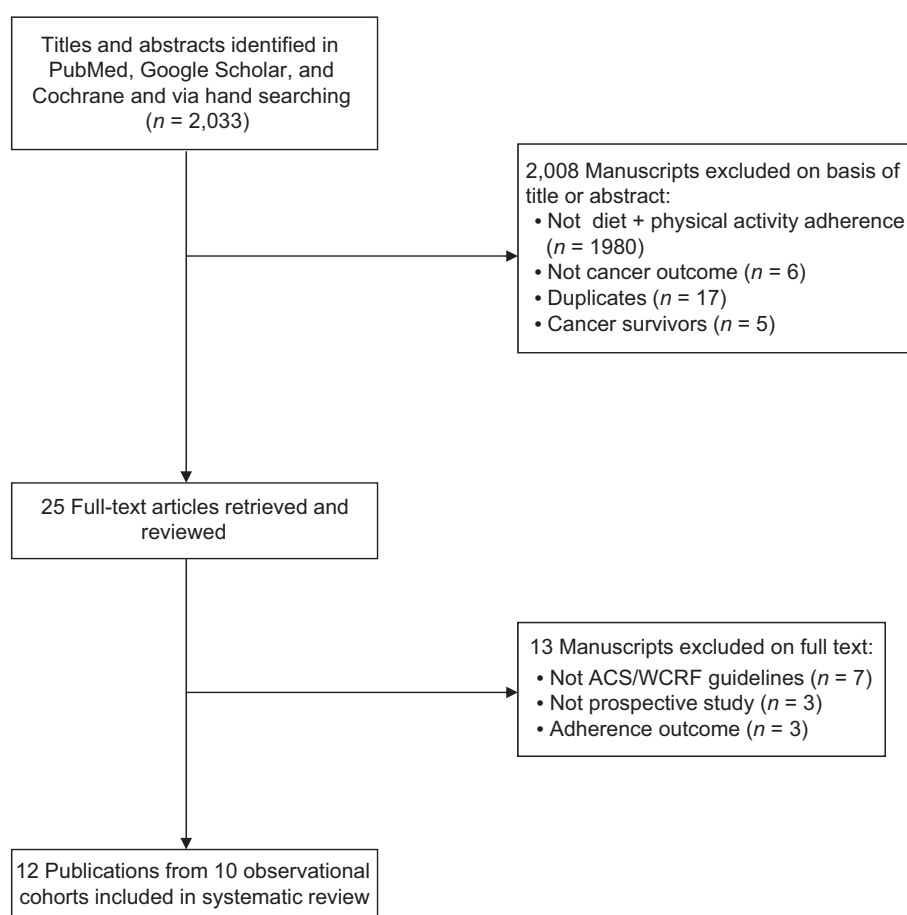 Titles and abstracts identified in
PubMed, Google Scholar, and
Cochrane and via hand searching
(n = 2,033)
2,008 Manuscripts excluded on basis of
title or abstract:
• Not diet + physical activity adherence
(n = 1980)
• Not cancer outcome (n = 6)
• Duplicates (n = 17)
• Cancer survivors (n = 5)
25 Full-text articles retrieved and
reviewed
13 Manuscripts excluded on full text:
• Not ACS/WCRF guidelines (n = 7)
• Not prospective study (n = 3)
• Adherence outcome (n = 3)
12 Publications from 10 observational
cohorts included in systematic review